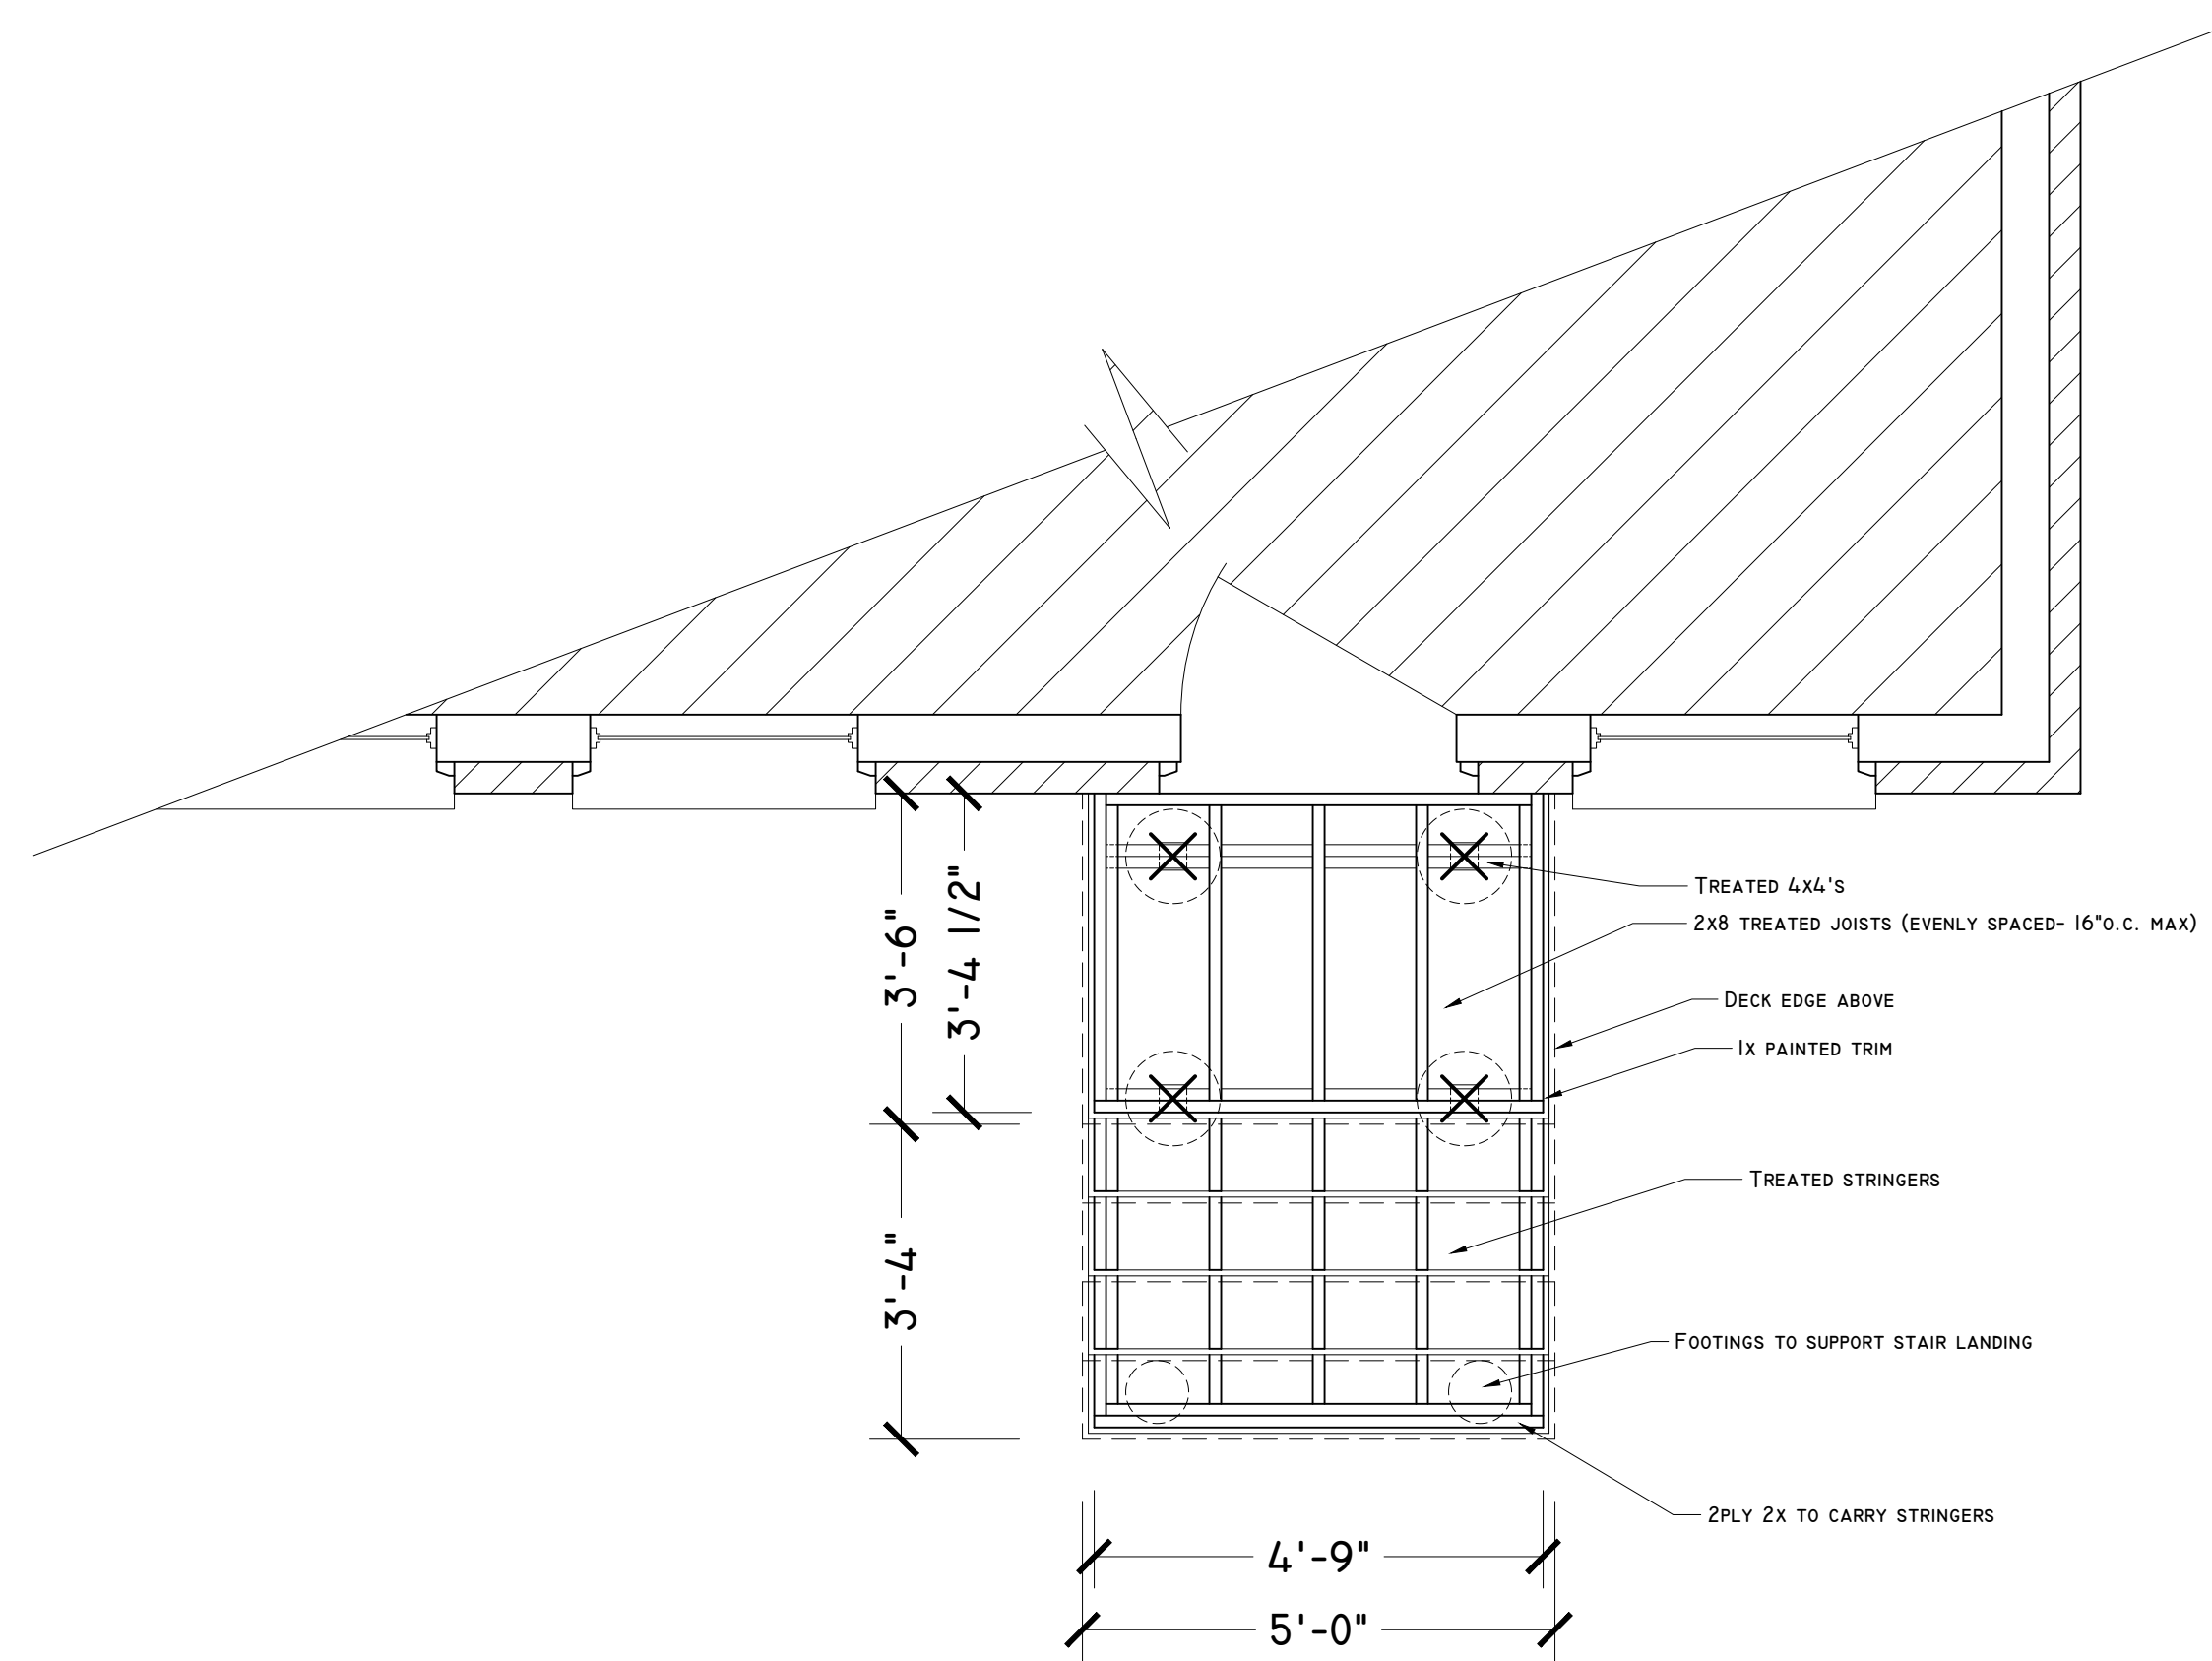 TREATED 4X4'S
2X8 TREATED JOISTS (EVENLY SPACED- 16"O.C. MAX)
DECK EDGE ABOVE
1X PAINTED TRIM
3'-6"
3'-4 1/2"
TREATED STRINGERS
3'-4"
FOOTINGS TO SUPPORT STAIR LANDING
2PLY 2X TO CARRY STRINGERS
4'-9"
5'-0"